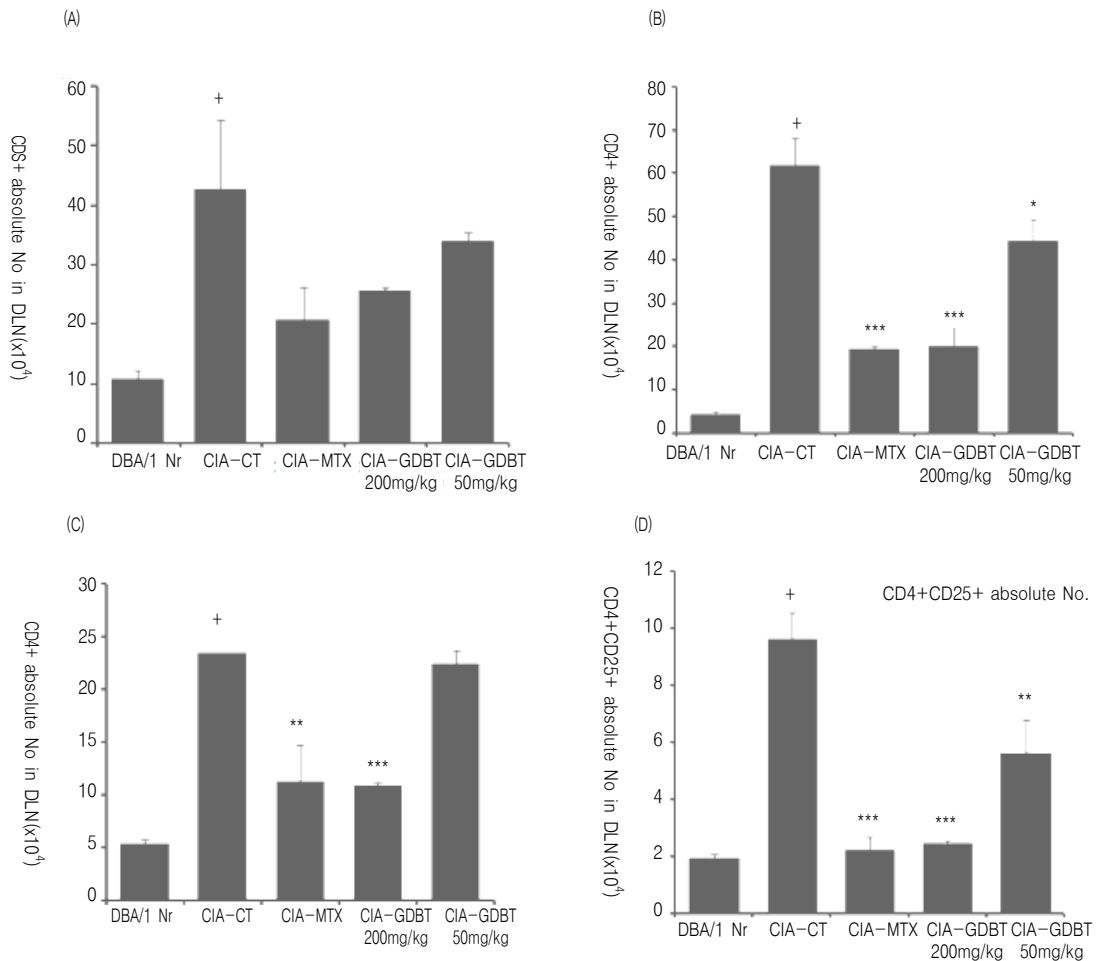 (A)
(B)
60
50
40
30
20
10
0
CDS+ absolute No in DLN(x10⁴)
+
DBA/1 Nr CIA-CT CIA-MTX CIA-GDBT CIA-GDBT
200mg/kg 50mg/kg
80
70
60
50
40
30
20
10
0
CD4+ absolute No in DLN(x10⁴)
+
***
***
*
DBA/1 Nr CIA-CT CIA-MTX CIA-GDBT CIA-GDBT
200mg/kg 50mg/kg
(C)
(D)
30
25
20
15
10
5
0
CD4+ absolute No in DLN(x10⁴)
+
**
***
DBA/1 Nr CIA-CT CIA-MTX CIA-GDBT CIA-GDBT
200mg/kg 50mg/kg
12
10
8
6
4
2
0
CD4+CD25+ absolute No in DLN(x10⁴)
CD4+CD25+ absolute No.
+
***
***
**
DBA/1 Nr CIA-CT CIA-MTX CIA-GDBT CIA-GDBT
200mg/kg 50mg/kg